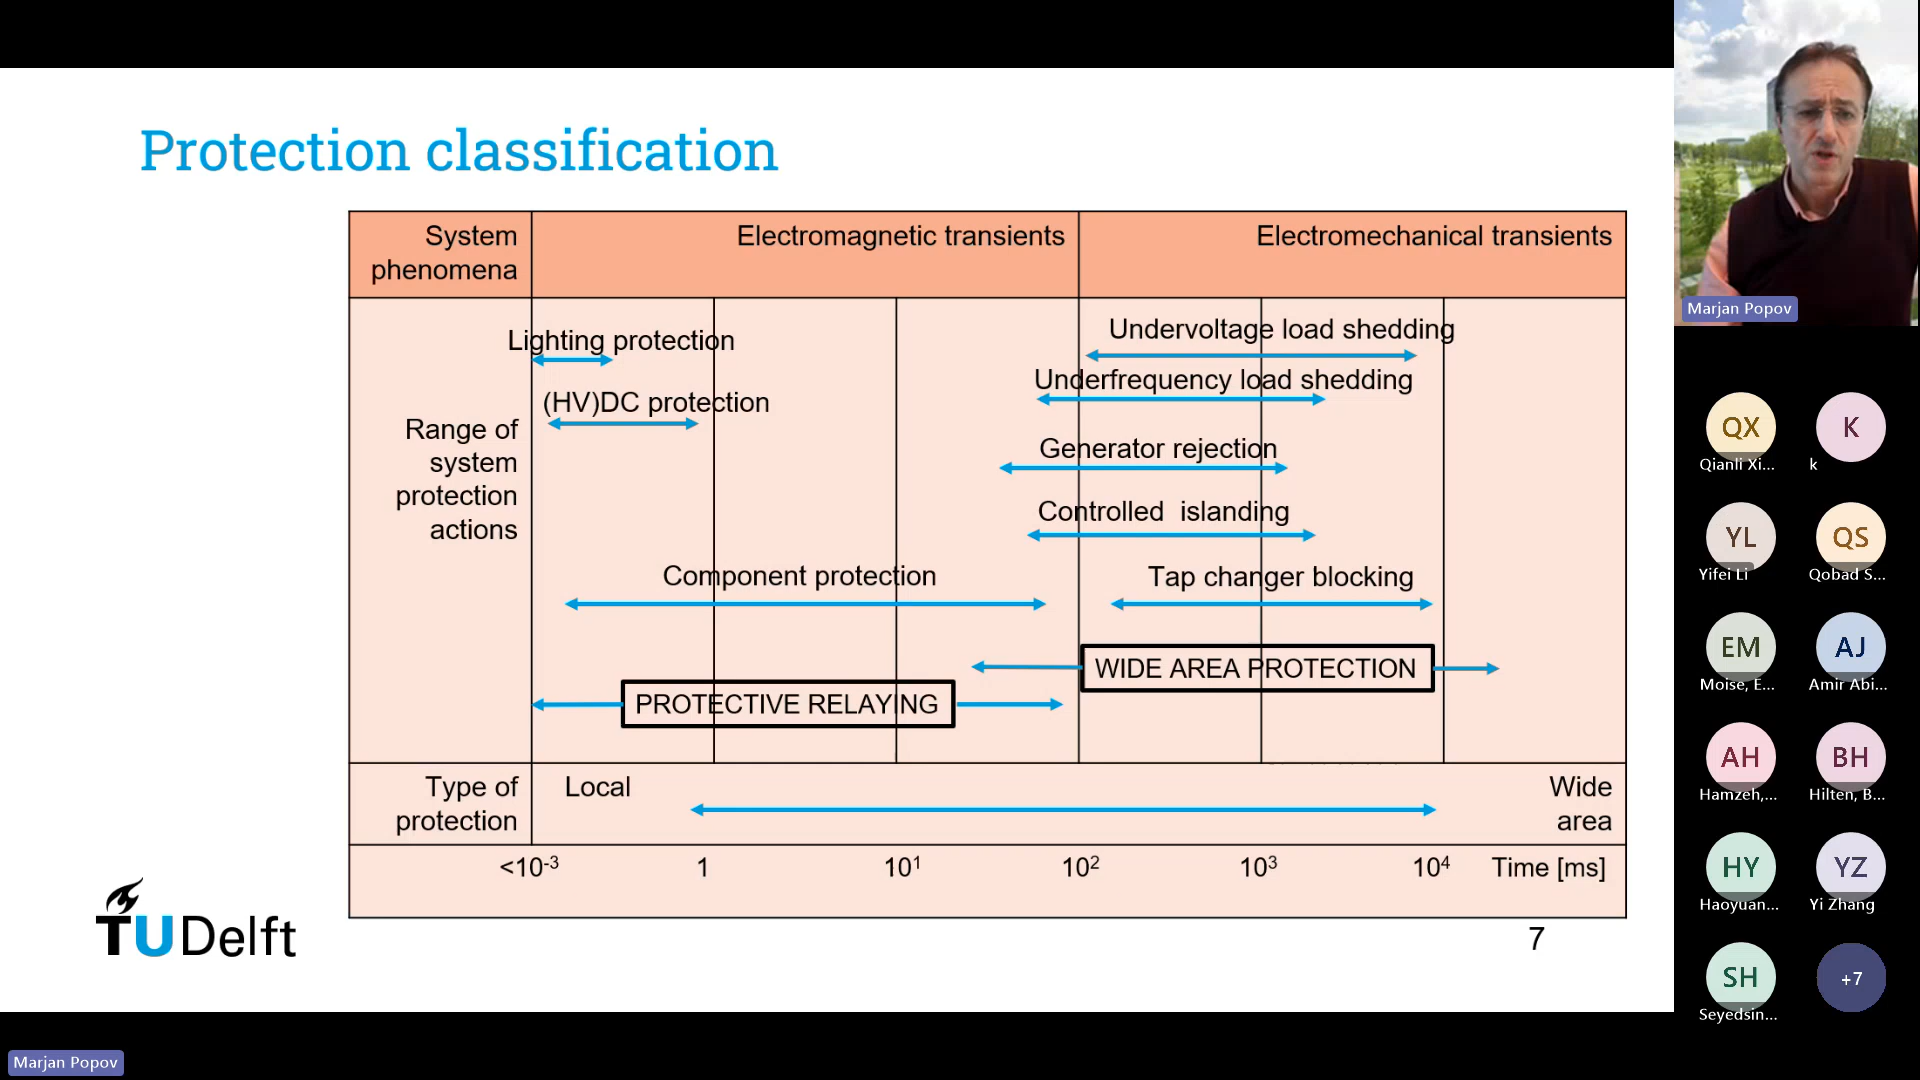 Protection classification
System
phenomena
Electromagnetic transients
Electromechanical transients
Range of
system
protection
actions
Lighting protection
(HV)DC protection
Undervoltage load shedding
Underfrequency load shedding
Generator rejection
Controlled  islanding
Component protection
Tap changer blocking
WIDE AREA PROTECTION
PROTECTIVE RELAYING
Type of
protection
Local
Wide
area
<10⁻³
1
10¹
10²
10³
10⁴
Time [ms]
TUDelft
7
Marjan Popov
QX
Qianli Xi...
K
k
YL
Yifei Li
QS
Qobad S...
EM
Moise, E...
AJ
Amir Abi...
AH
Hamzeh,...
BH
Hilten, B...
HY
Haoyuan...
YZ
Yi Zhang
SH
Seyedsin...
+7
Marjan Popov